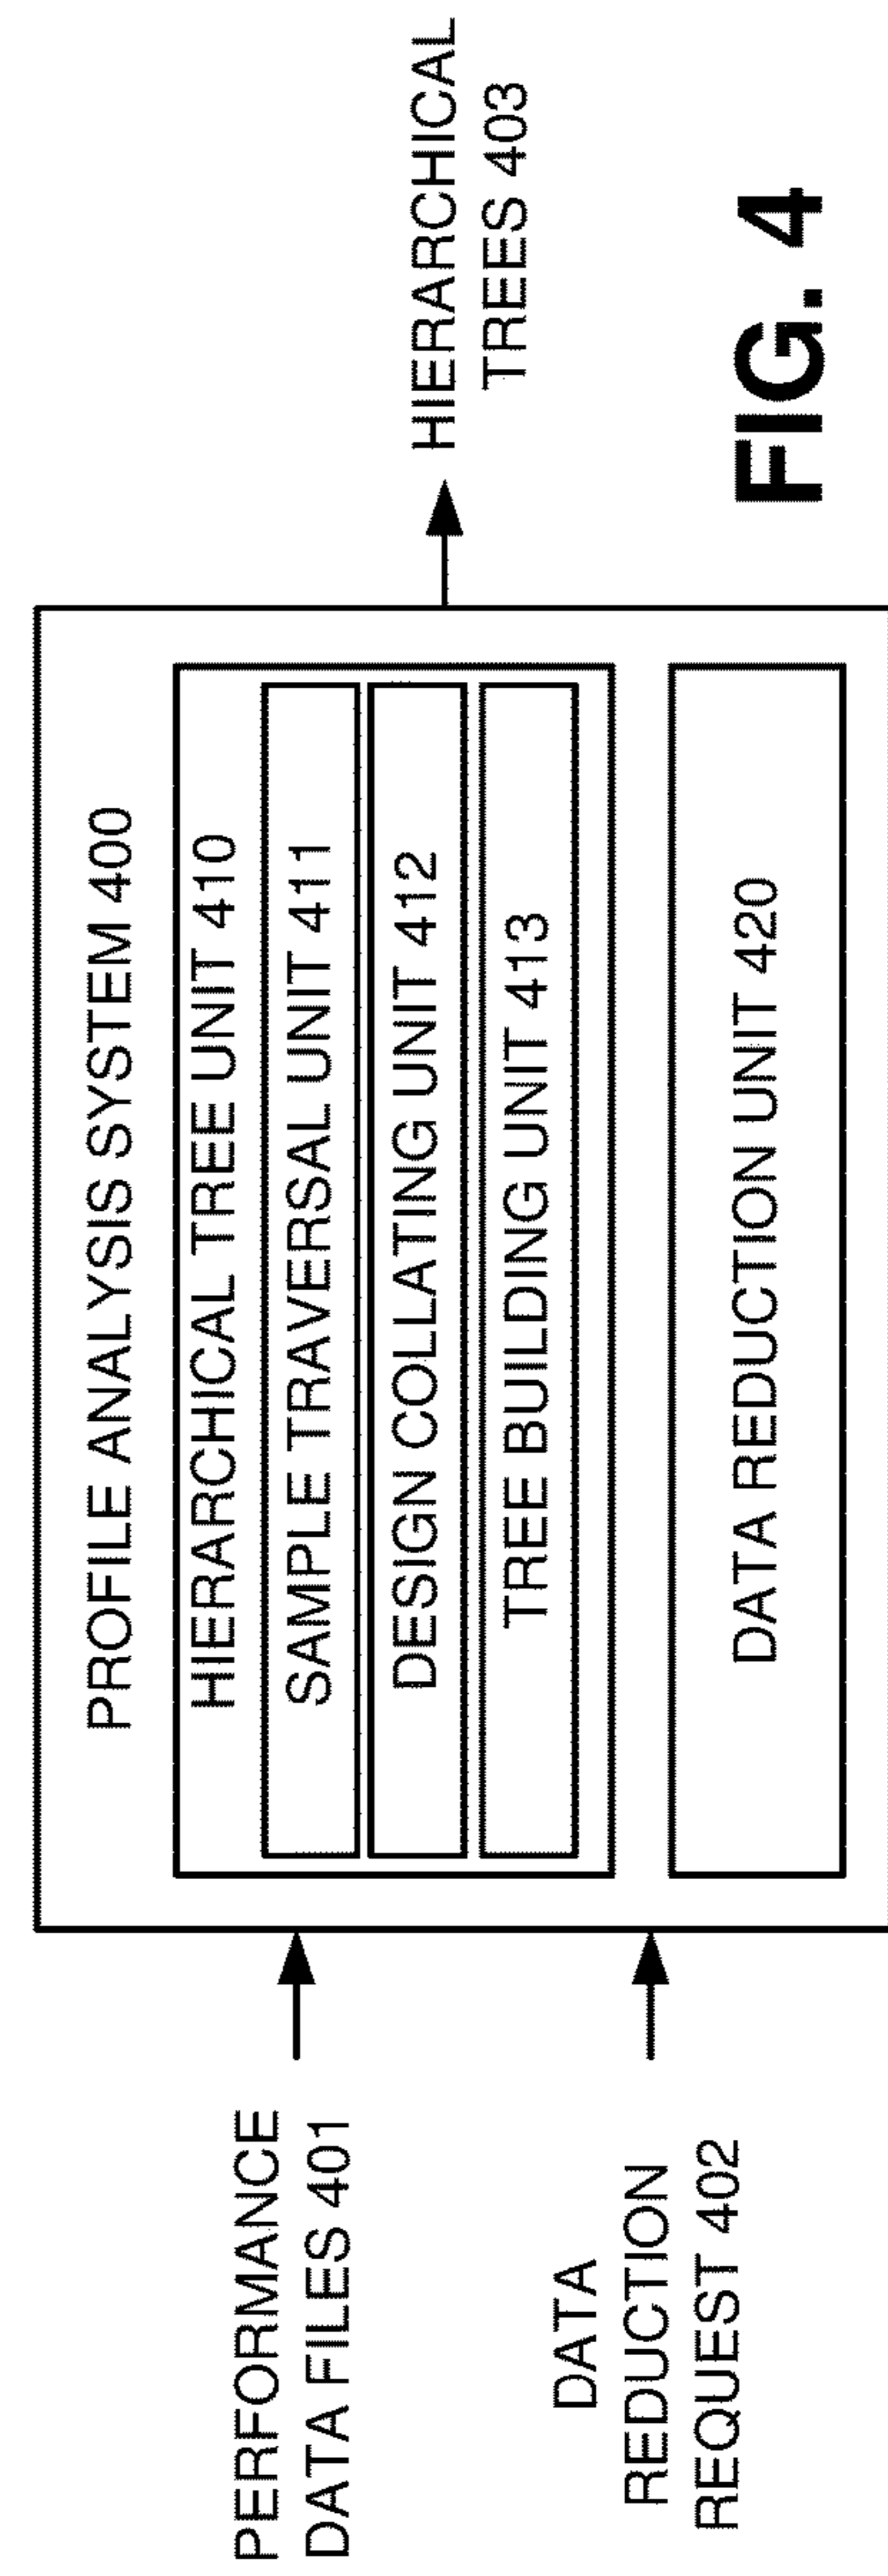 PERFORMANCE
DATA FILES 401
DATA
REDUCTION
REQUEST 402
PROFILE ANALYSIS SYSTEM 400
HIERARCHICAL TREE UNIT 410
SAMPLE TRAVERSAL UNIT 411
DESIGN COLLATING UNIT 412
TREE BUILDING UNIT 413
DATA REDUCTION UNIT 420
HIERARCHICAL
TREES 403
FIG. 4